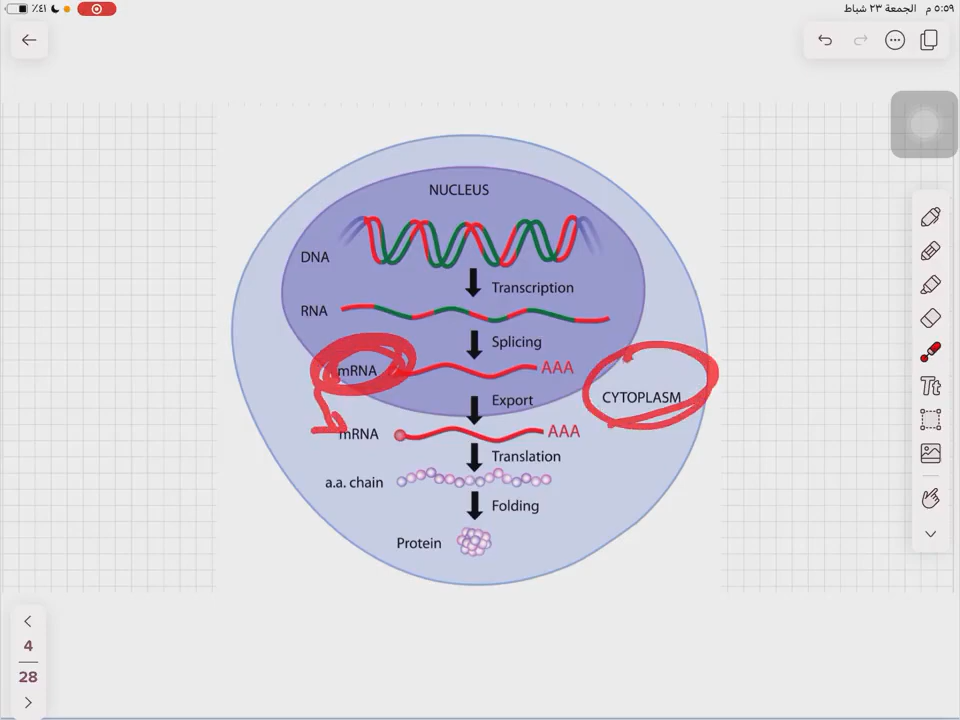 ٪٤١ ٥:٥٩ م الجمعة ٢٣ شباط
NUCLEUS
DNA
Transcription
RNA
Splicing
mRNA AAA
CYTOPLASM
Export
mRNA AAA
Translation
a.a. chain
Folding
Protein
Tt
4
28